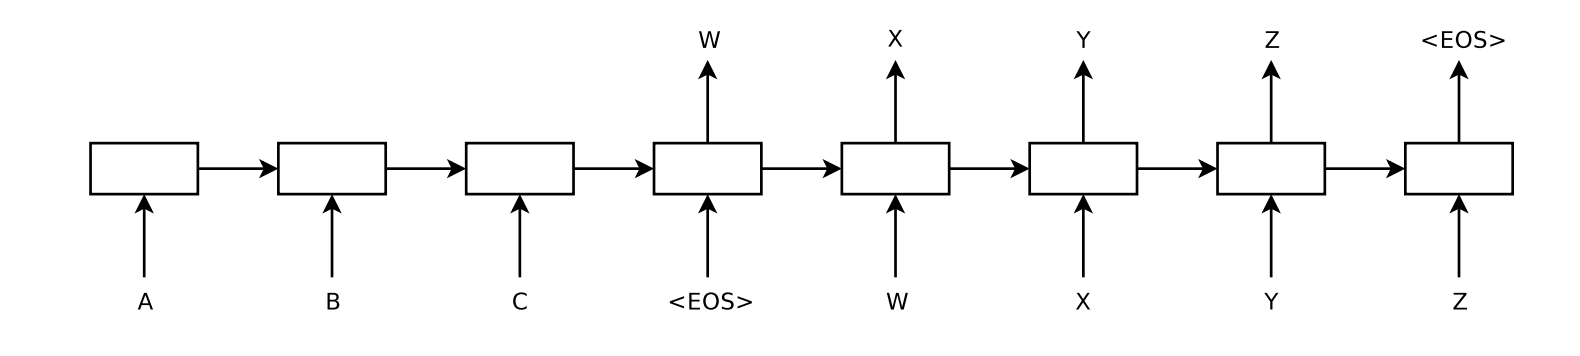 W X Y Z <EOS>
A B C <EOS> W X Y Z